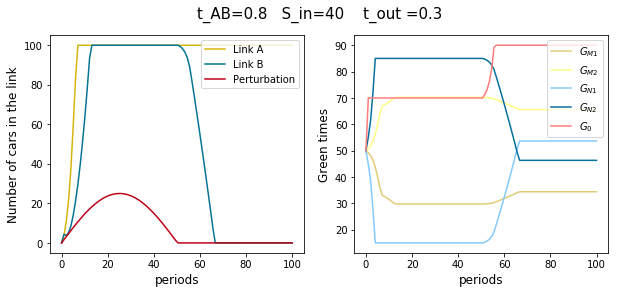 t_AB=0.8 S_in=40 t_out =0.3
Number of cars in the link
100
80
60
40
20
0
0 20 40 60 80 100
periods
Link A
Link B
Perturbation
Green times
90
80
70
60
50
40
30
20
0 20 40 60 80 100
periods
G_{M1}
G_{M2}
G_{N1}
G_{N2}
G_0